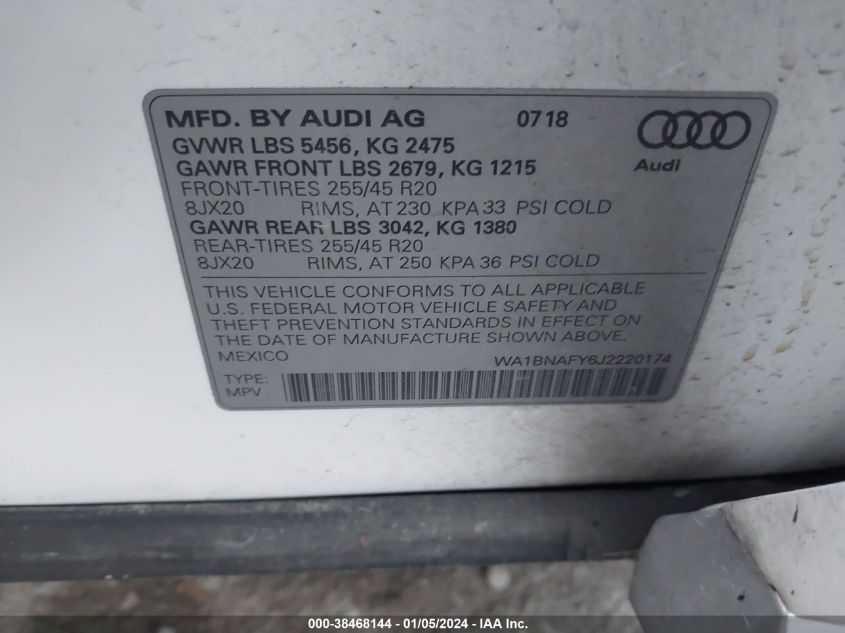 MFD. BY AUDI AG 0718
GVWR LBS 5456, KG 2475
GAWR FRONT LBS 2679, KG 1215
Audi
FRONT-TIRES 255/45 R20
8JX20 RIMS, AT 230 KPA 33 PSI COLD
GAWR REAR LBS 3042, KG 1380
REAR-TIRES 255/45 R20
8JX20 RIMS, AT 250 KPA 36 PSI COLD
THIS VEHICLE CONFORMS TO ALL APPLICABLE
U.S. FEDERAL MOTOR VEHICLE SAFETY AND
THEFT PREVENTION STANDARDS IN EFFECT ON
THE DATE OF MANUFACTURE SHOWN ABOVE.
MEXICO WA1BNAFY6J2220174
TYPE:
MPV
000-38468144 - 01/05/2024 - IAA Inc.